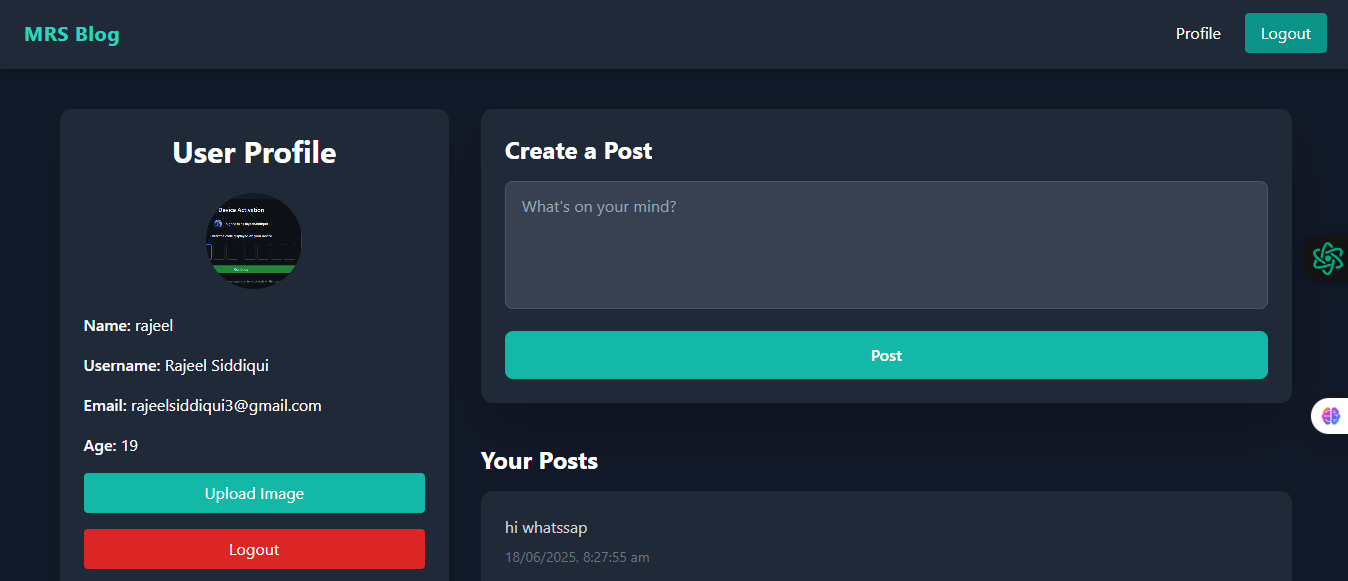 MRS Blog
Profile
Logout
User Profile
Device Activation
Continue
Name: rajeel
Username: Rajeel Siddiqui
Email: rajeelsiddiqui3@gmail.com
Age: 19
Upload Image
Logout
Create a Post
What's on your mind?
Post
Your Posts
hi whatssap
18/06/2025, 8:27:55 am